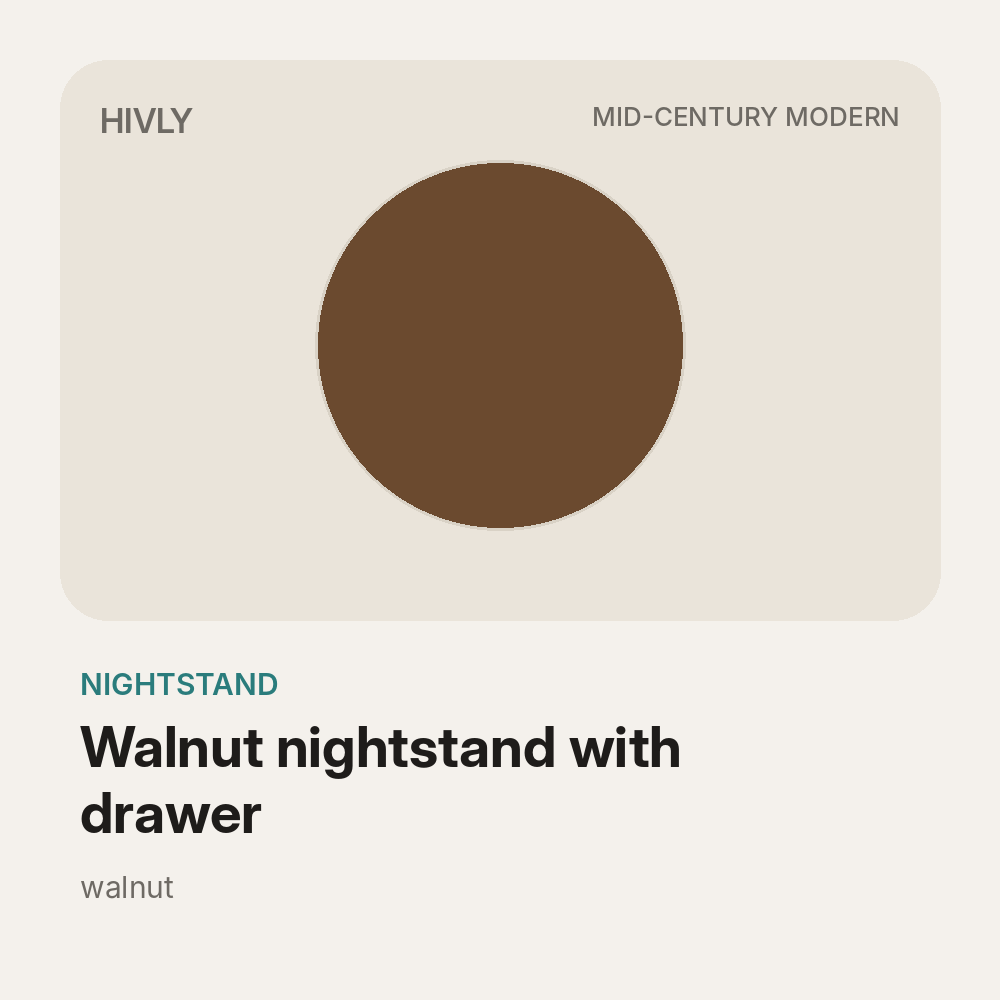 HIVLY
MID-CENTURY MODERN
NIGHTSTAND
Walnut nightstand with
drawer
walnut